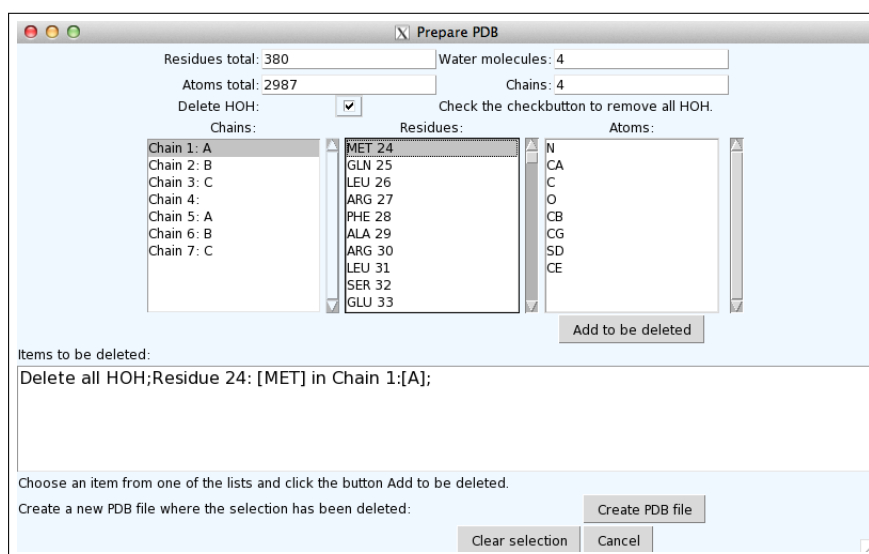 Prepare PDB
Residues total: 380 Water molecules: 4
Atoms total: 2987 Chains: 4
Delete HOH: Check the checkbutton to remove all HOH.
Chains: Residues: Atoms:
Chain 1: A MET 24 N
Chain 2: B GLN 25 CA
Chain 3: C LEU 26 C
Chain 4: ARG 27 O
Chain 5: A PHE 28 CB
Chain 6: B ALA 29 CG
Chain 7: C ARG 30 SD
LEU 31 CE
SER 32
GLU 33
Add to be deleted
Items to be deleted:
Delete all HOH;Residue 24: [MET] in Chain 1:[A];
Choose an item from one of the lists and click the button Add to be deleted.
Create a new PDB file where the selection has been deleted: Create PDB file
Clear selection Cancel